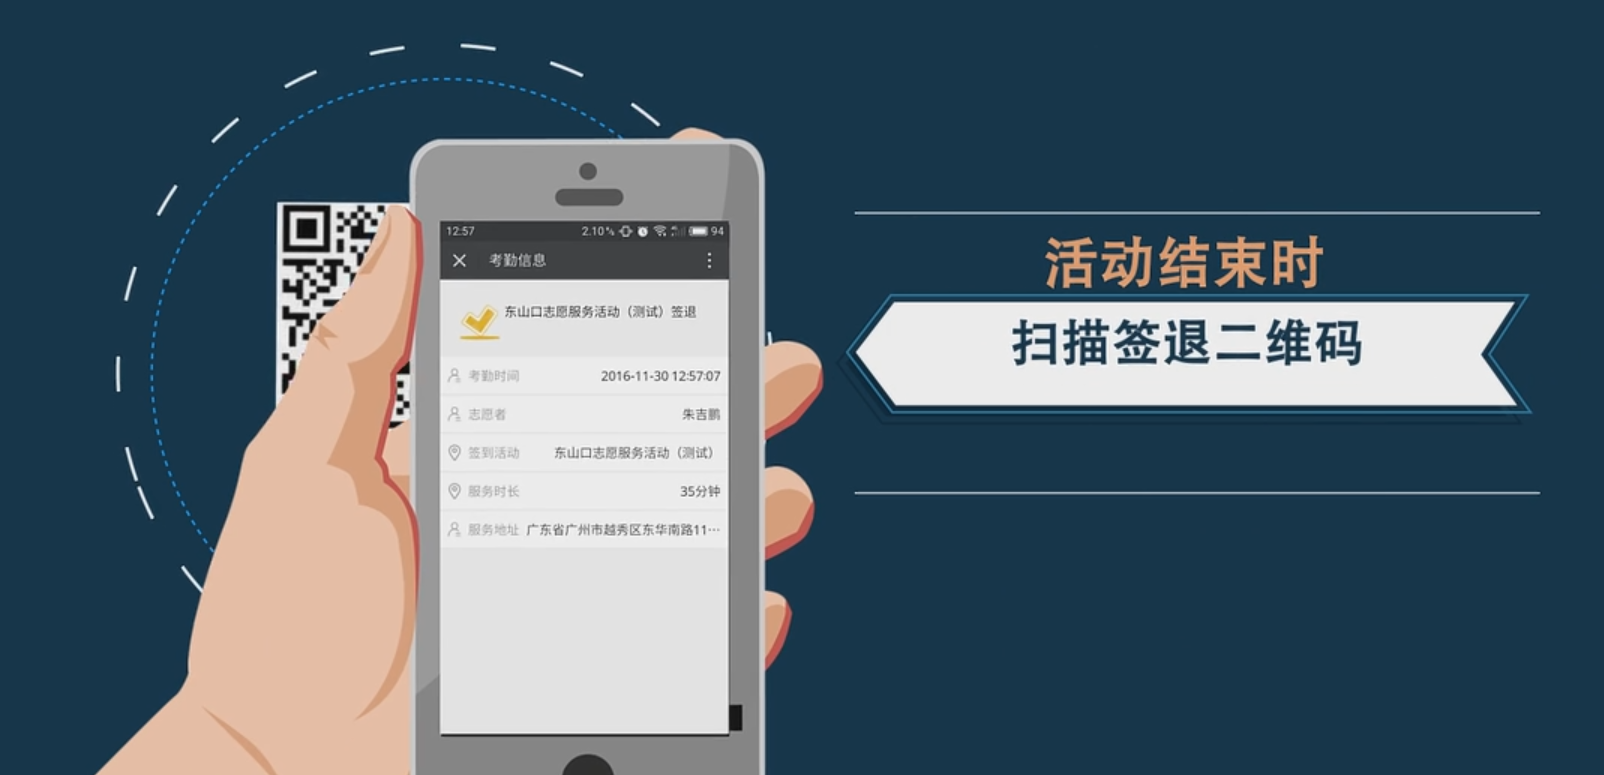 12:57 2.10% 94
考勤信息
东山口志愿服务活动（测试）签退
考勤时间 2016-11-30 12:57:07
志愿者 朱吉鹏
签到活动 东山口志愿服务活动（测试）
服务时长 35分钟
服务地址 广东省广州市越秀区东华南路11…
活动结束时
扫描签退二维码